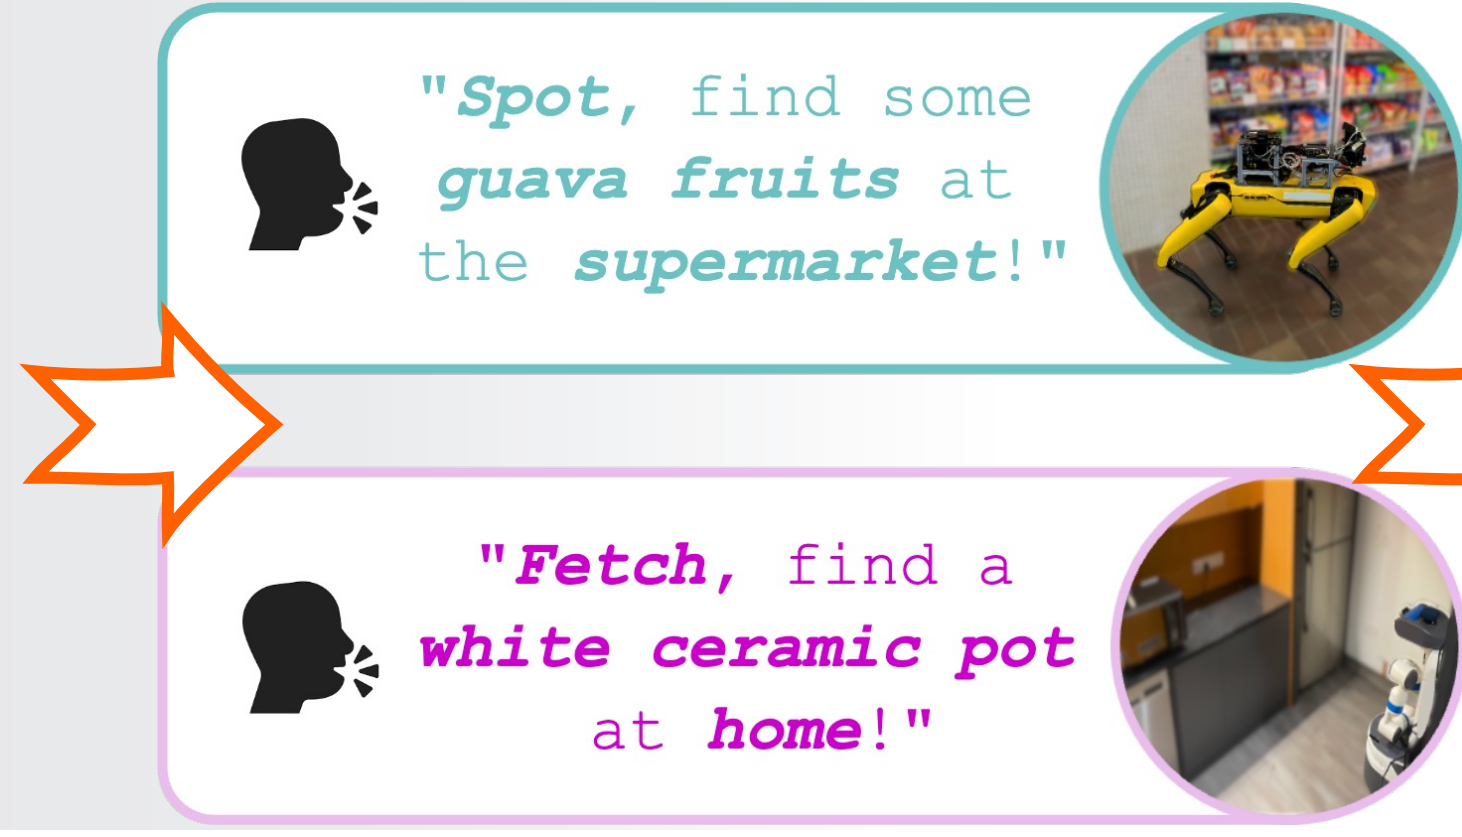 "Spot, find some
guava fruits at
the supermarket!"
"Fetch, find a
white ceramic pot
at home!"